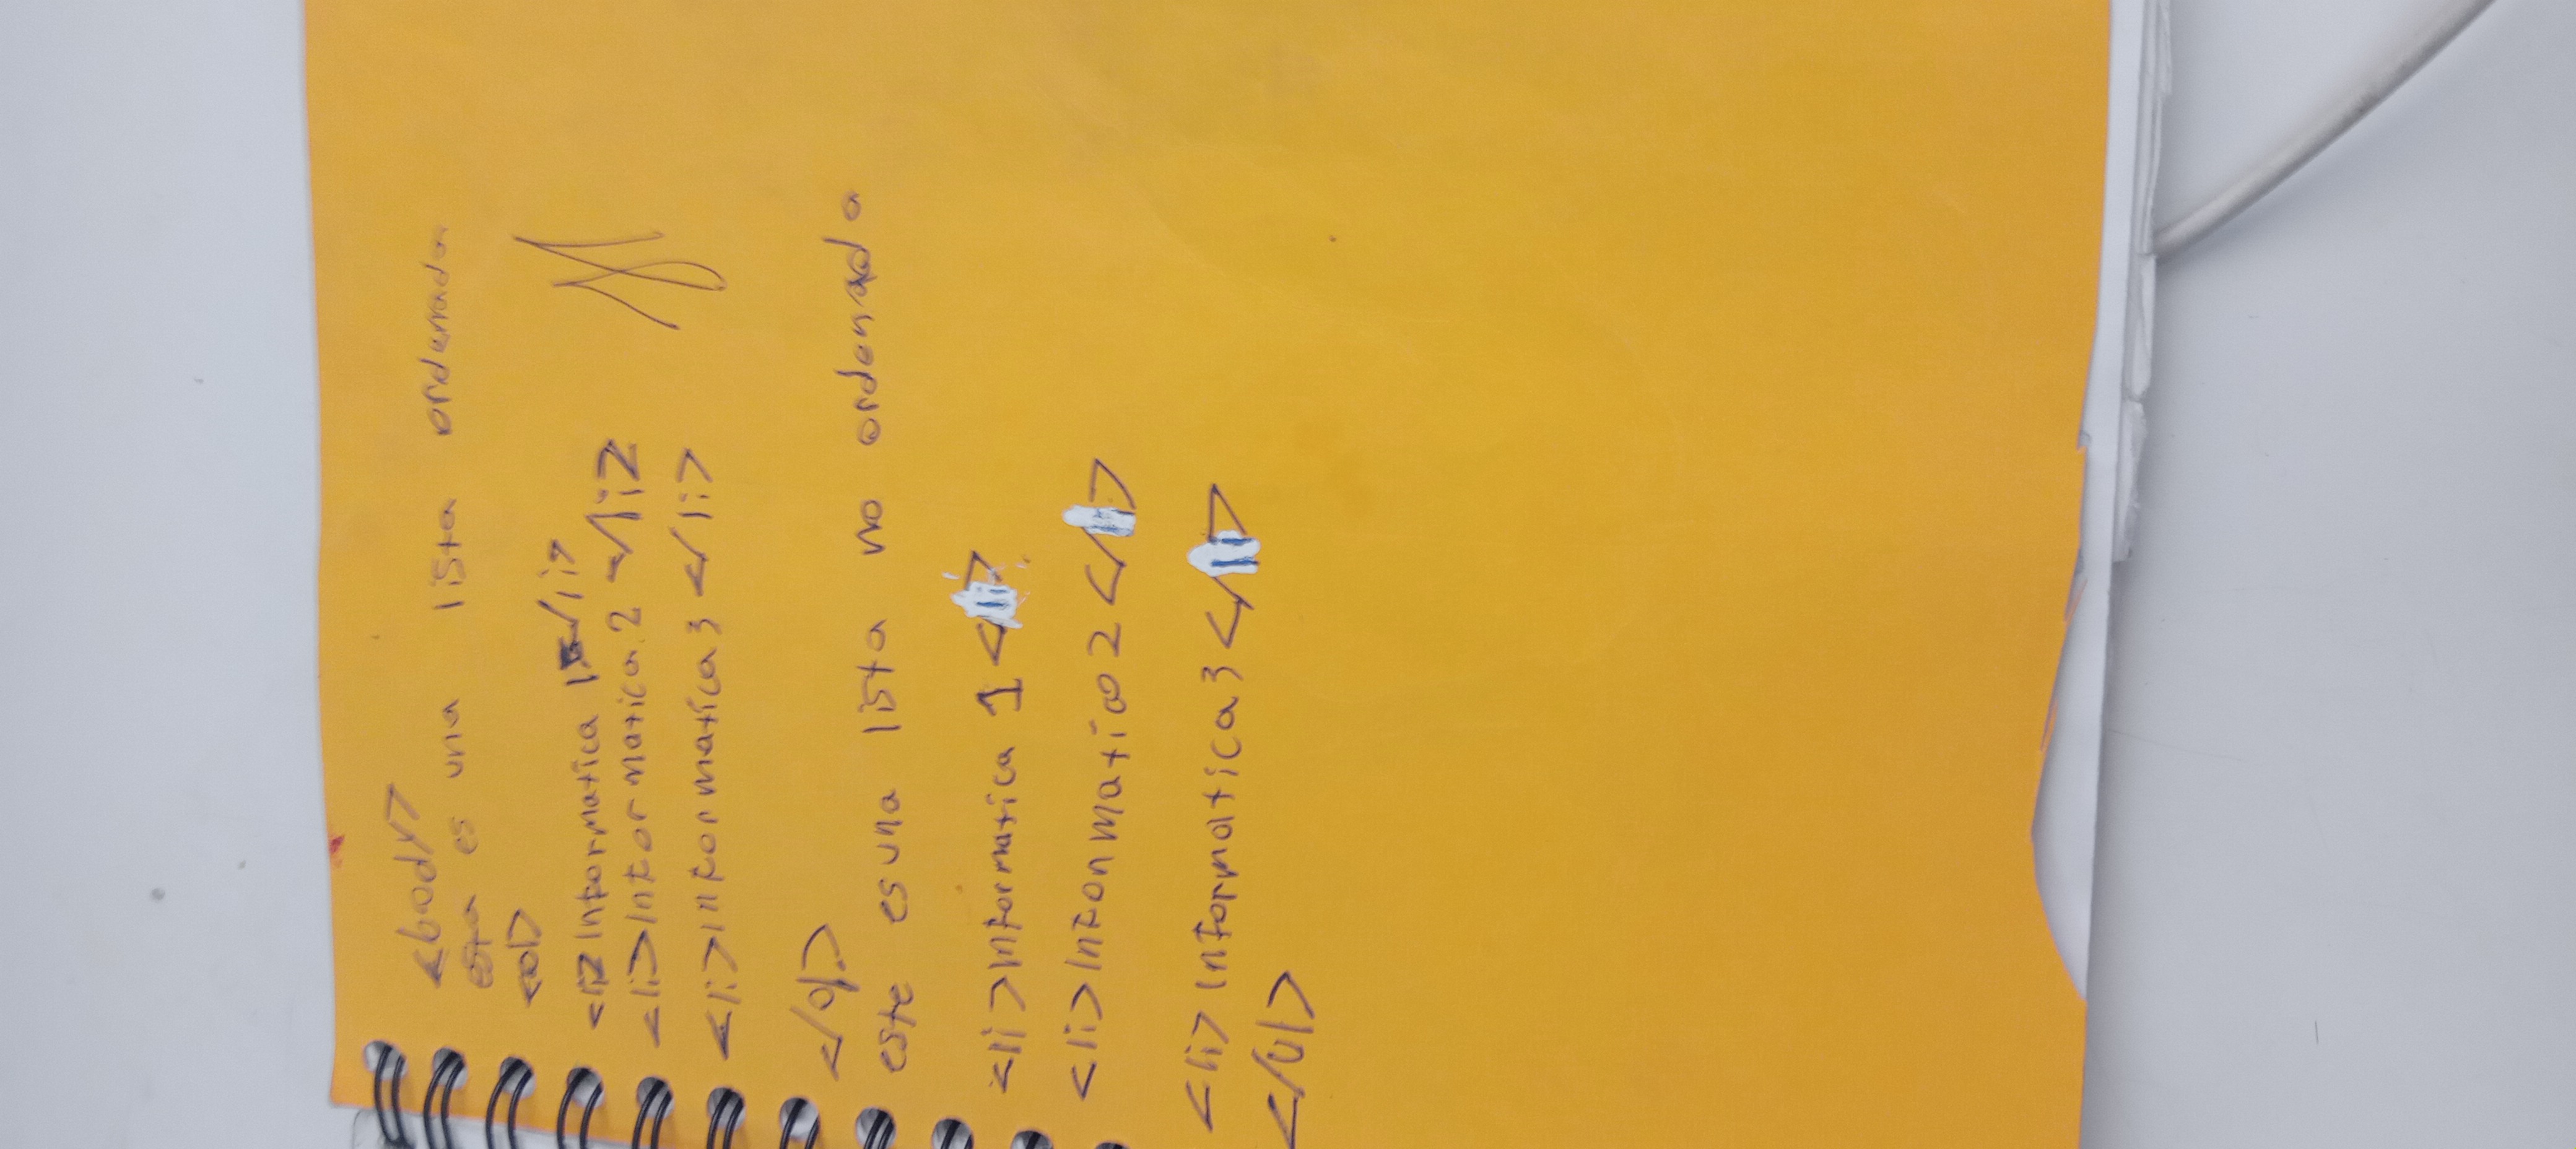 <body>
esta es una lista ordenada
<ol>
<li>Informatica 1</li>
<li>Informatica 2 </li>
<li>Informatica 3 </li>
</ol>
este es una lista no ordenada
<li>Informatica 1 </li>
<li>Informatica 2 </li>
<li>Informatica 3 </li>
</ul>